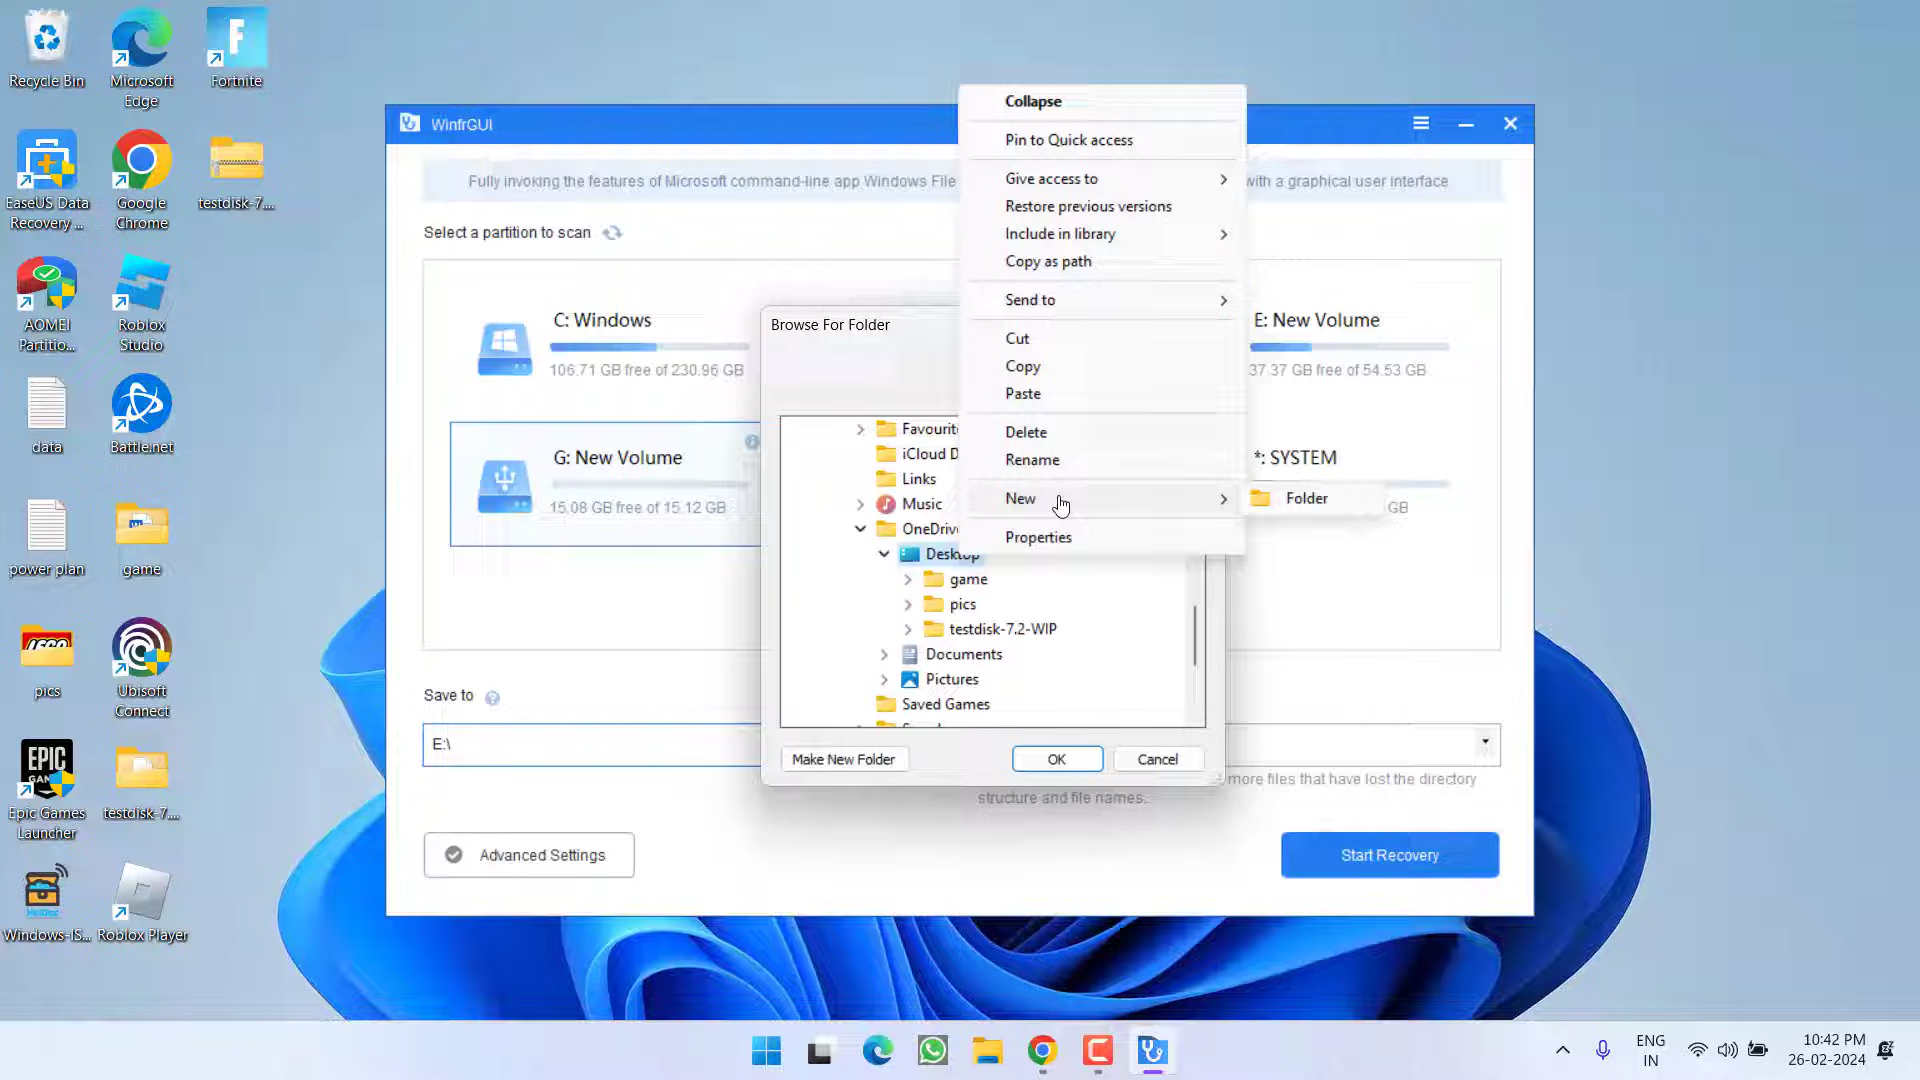 Recycle Bin
Microsoft
Edge
Fortnite
EaseUS Data
Recovery ...
Google
Chrome
testdisk-7....
AOMEI
Partitio...
Roblox
Studio
data
Battle.net
power plan
game
LEGO
pics
Ubisoft
Connect
EPIC
Epic Games
Launcher
testdisk-7....
Windows-IS...
Roblox Player
WinfrGUI
Fully invoking the features of Microsoft command-line app Windows File
with a graphical user interface
Select a partition to scan
C: Windows
106.71 GB free of 230.96 GB
E: New Volume
37.37 GB free of 54.53 GB
G: New Volume
15.08 GB free of 15.12 GB
*: SYSTEM
GB
Save to
E:\
more files that have lost the directory
structure and file names.
Advanced Settings
Start Recovery
Browse For Folder
Favourit
iCloud D
Links
Music
OneDriv
Desktop
game
pics
testdisk-7.2-WIP
Documents
Pictures
Saved Games
Make New Folder
OK
Cancel
Collapse
Pin to Quick access
Give access to
Restore previous versions
Include in library
Copy as path
Send to
Cut
Copy
Paste
Delete
Rename
New
Folder
Properties
ENG
IN
10:42 PM
26-02-2024